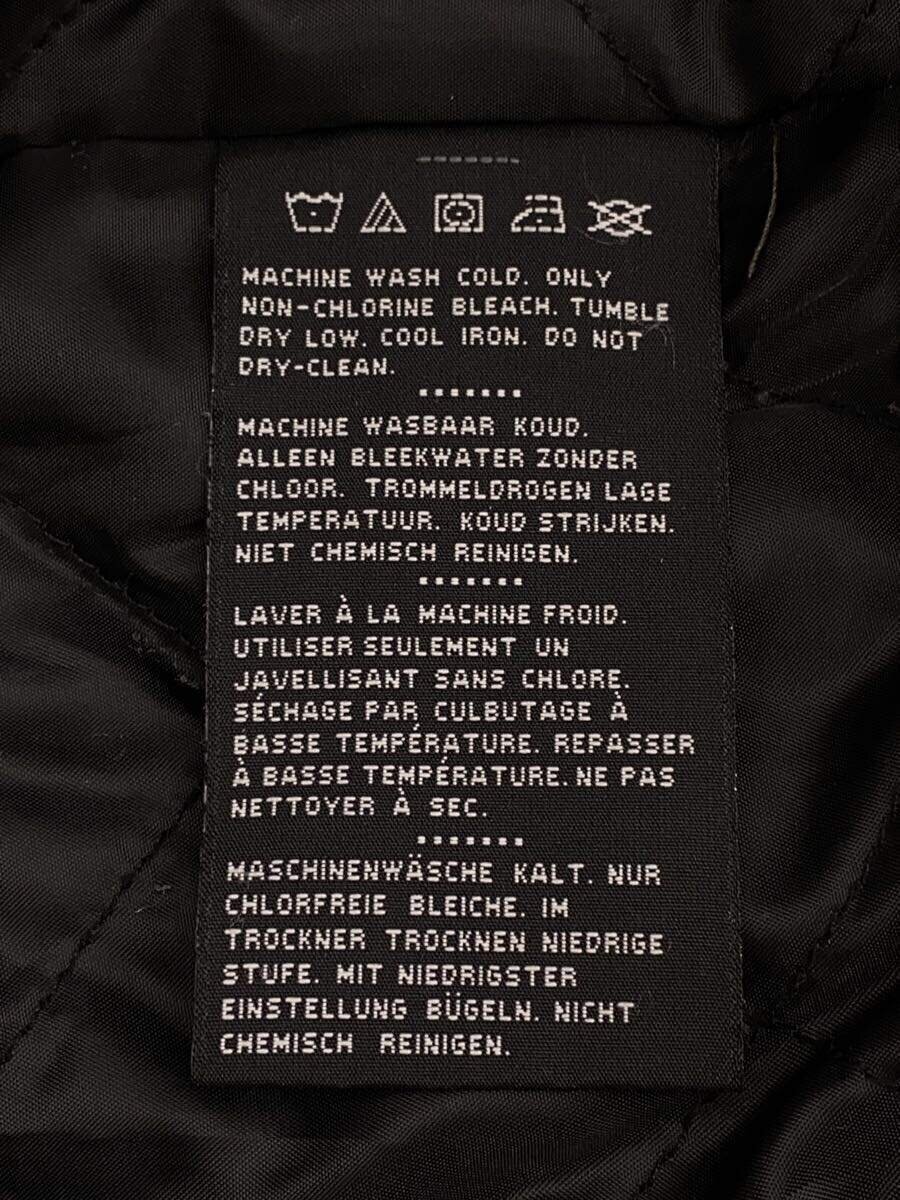 MACHINE WASH COLD. ONLY
NON-CHLORINE BLEACH. TUMBLE
DRY LOW. COOL IRON. DO NOT
DRY-CLEAN.
MACHINE WASBAAR KOUD.
ALLEEN BLEEKWATER ZONDER
CHLOOR. TROMMELDROGEN LAGE
TEMPERATUUR. KOUD STRIJKEN.
NIET CHEMISCH REINIGEN.
LAVER À LA MACHINE FROID.
UTILISER SEULEMENT UN
JAVELLISANT SANS CHLORE.
SÉCHAGE PAR CULBUTAGE À
BASSE TEMPÉRATURE. REPASSER
À BASSE TEMPÉRATURE. NE PAS
NETTOYER À SEC.
MASCHINENWÄSCHE KALT. NUR
CHLORFREIE BLEICHE. IM
TROCKNER TROCKNEN NIEDRIGE
STUFE. MIT NIEDRIGSTER
EINSTELLUNG BÜGELN. NICHT
CHEMISCH REINIGEN.